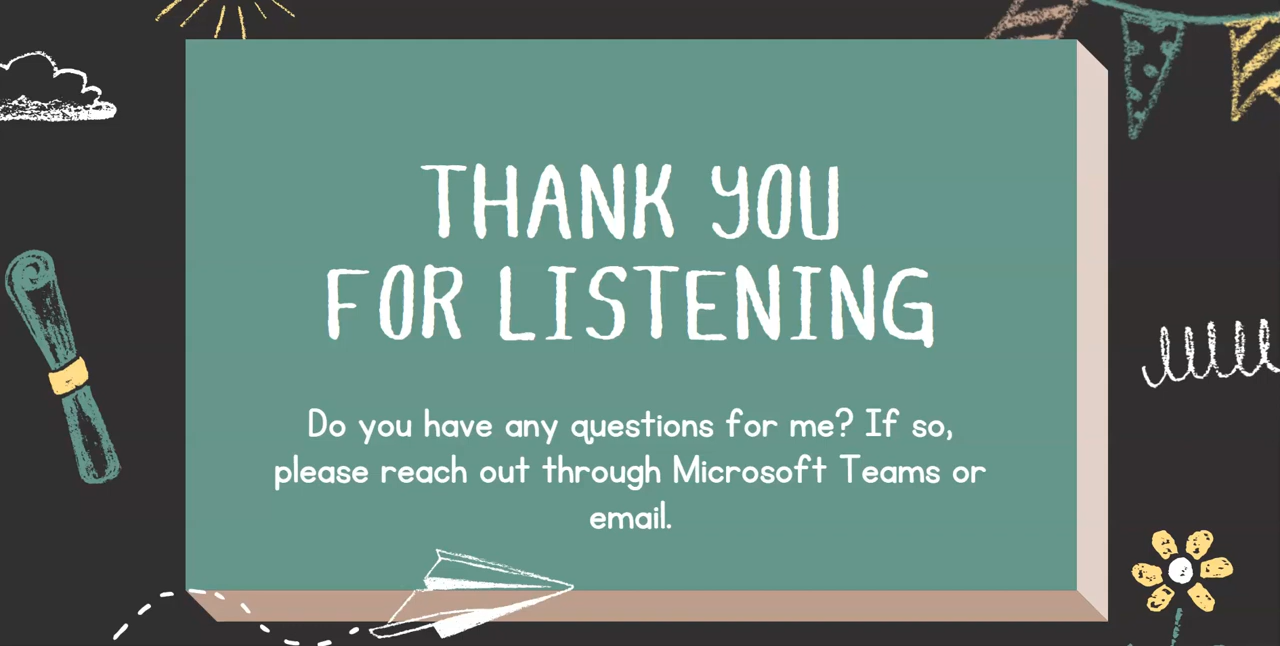 THANK YOU
FOR LISTENING
Do you have any questions for me? If so,
please reach out through Microsoft Teams or
email.